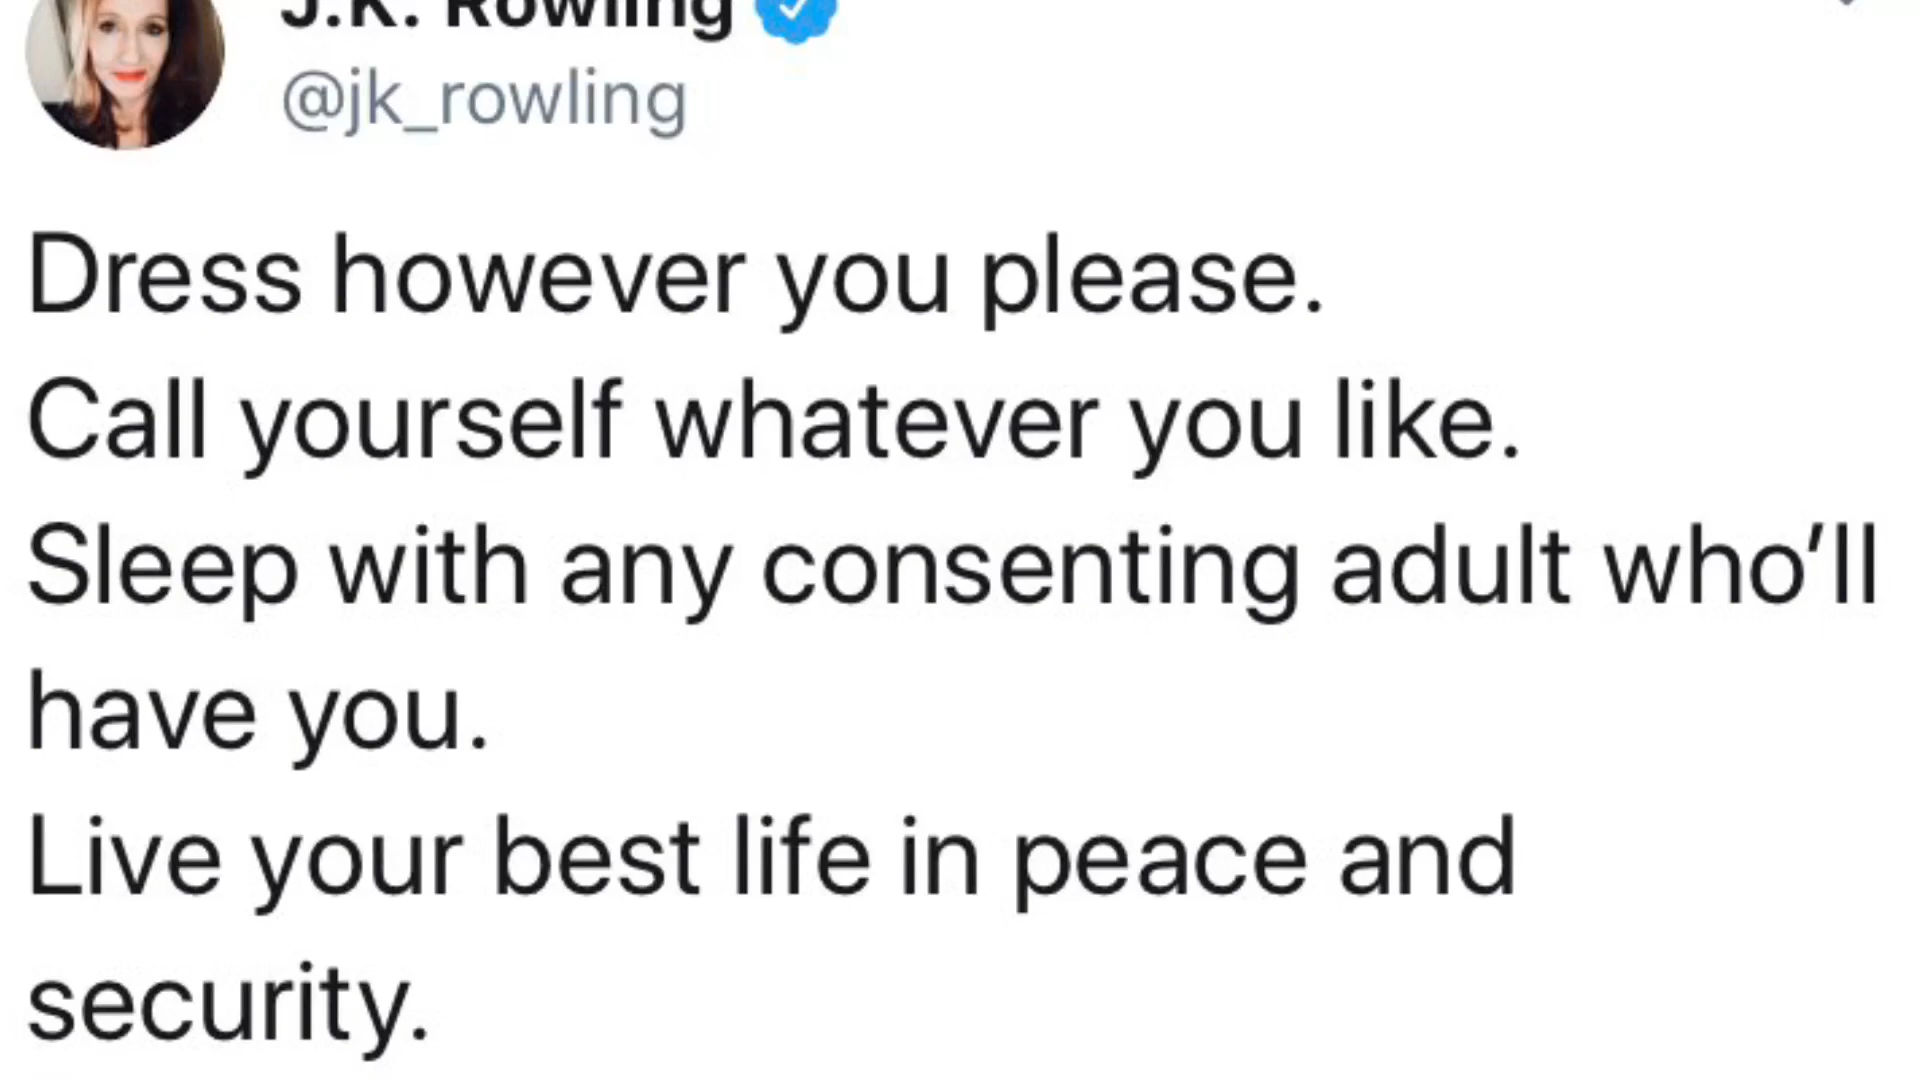 J.K. Rowling
@jk_rowling
Dress however you please.
Call yourself whatever you like.
Sleep with any consenting adult who’ll
have you.
Live your best life in peace and
security.